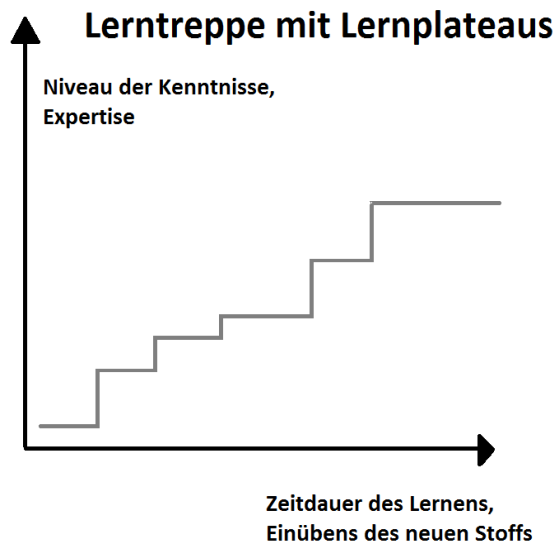 Lerntreppe mit Lernplateaus
Niveau der Kenntnisse,
Expertise
Zeitdauer des Lernens,
Einübens des neuen Stoffs